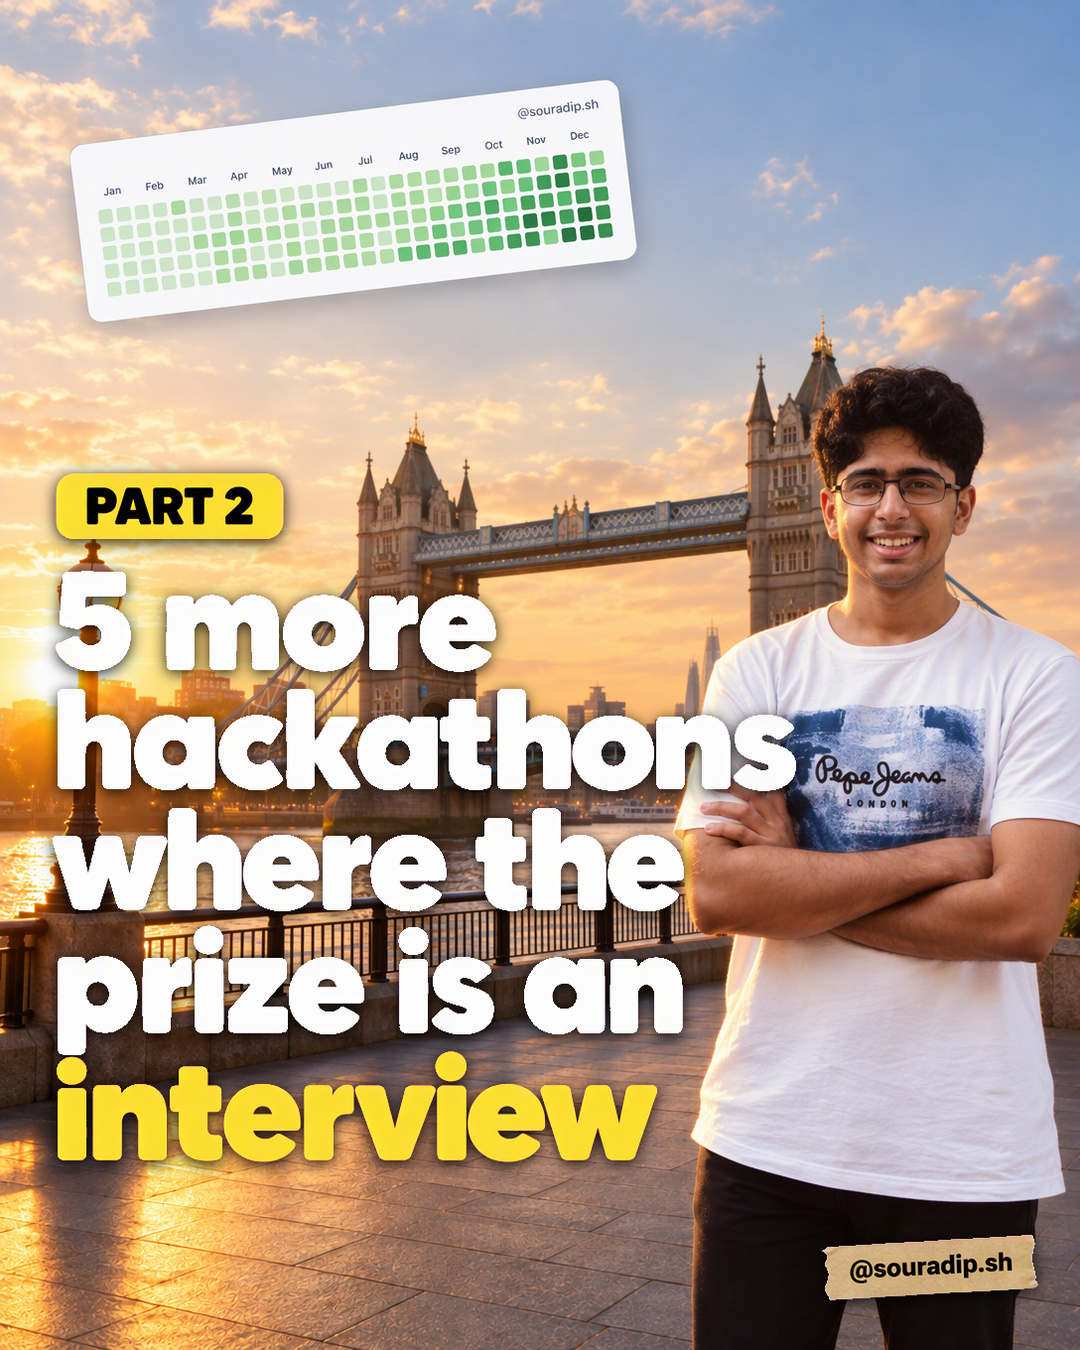 @souradip.sh
Jan Feb Mar Apr May Jun Jul Aug Sep Oct Nov Dec
PART 2
5 more
hackathons
where the
prize is an
interview
Pepe Jeans
LONDON
@souradip.sh